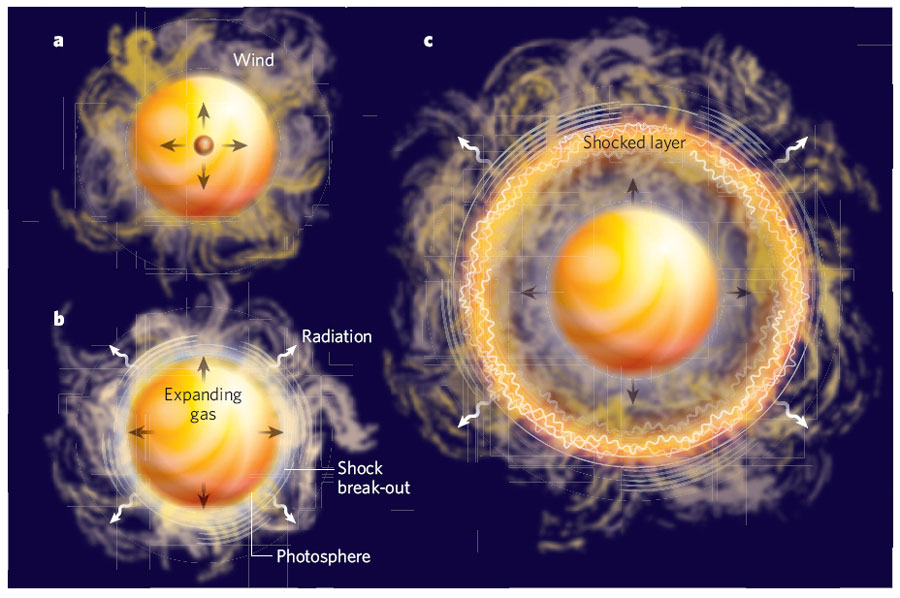 a
Wind
b
Radiation
Expanding
gas
Shock
break-out
Photosphere
c
Shocked layer